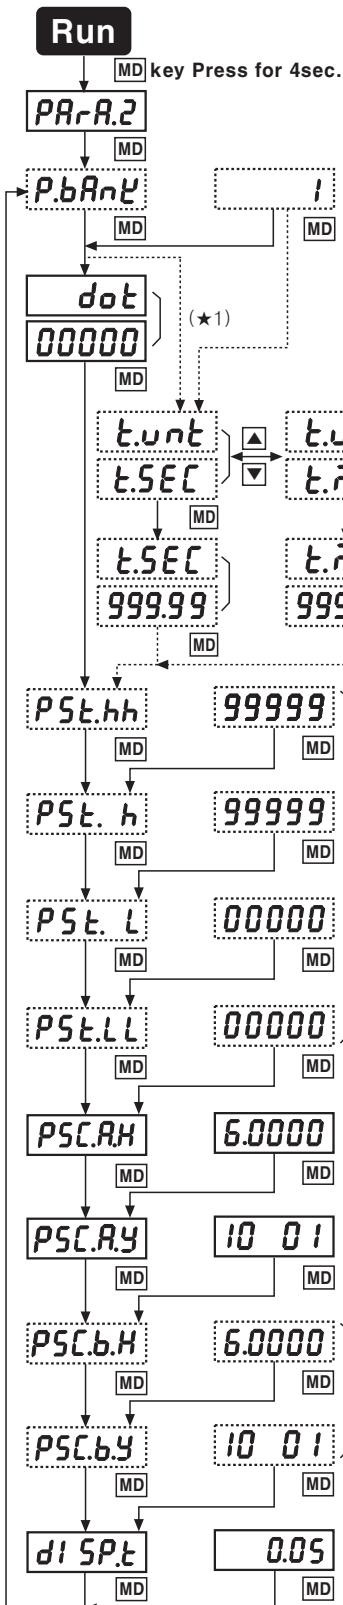 Run
MD key Press for 4sec.
PArA.2
MD
P.bAnk 1
MD MD
dot
(★1)
00000
MD
t.unt ▲ t.u
t.SEC ▼
MD
t.SEC
999.99 999
MD
PSt.hh 99999
MD MD
PSt. h 99999
MD MD
PSt. L 00000
MD MD
PSt.LL 00000
MD MD
PSC.A.H 6.0000
MD MD
PSC.A.y 10 01
MD MD
PSC.b.H 6.0000
MD MD
PSC.b.y 10 01
MD MD
dISP.t 0.05
MD MD